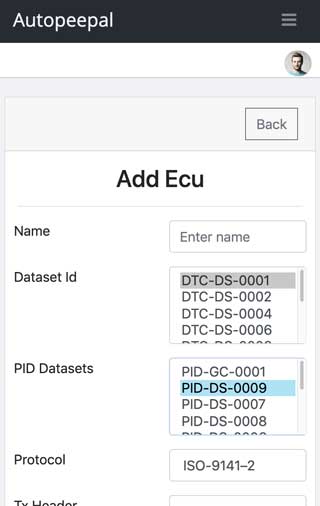 Autopeepal
Back
Add Ecu
Name
Enter name
Dataset Id
DTC-DS-0001
DTC-DS-0002
DTC-DS-0004
DTC-DS-0006
PID Datasets
PID-GC-0001
PID-DS-0009
PID-DS-0007
PID-DS-0008
Protocol
ISO-9141–2
Tx Header